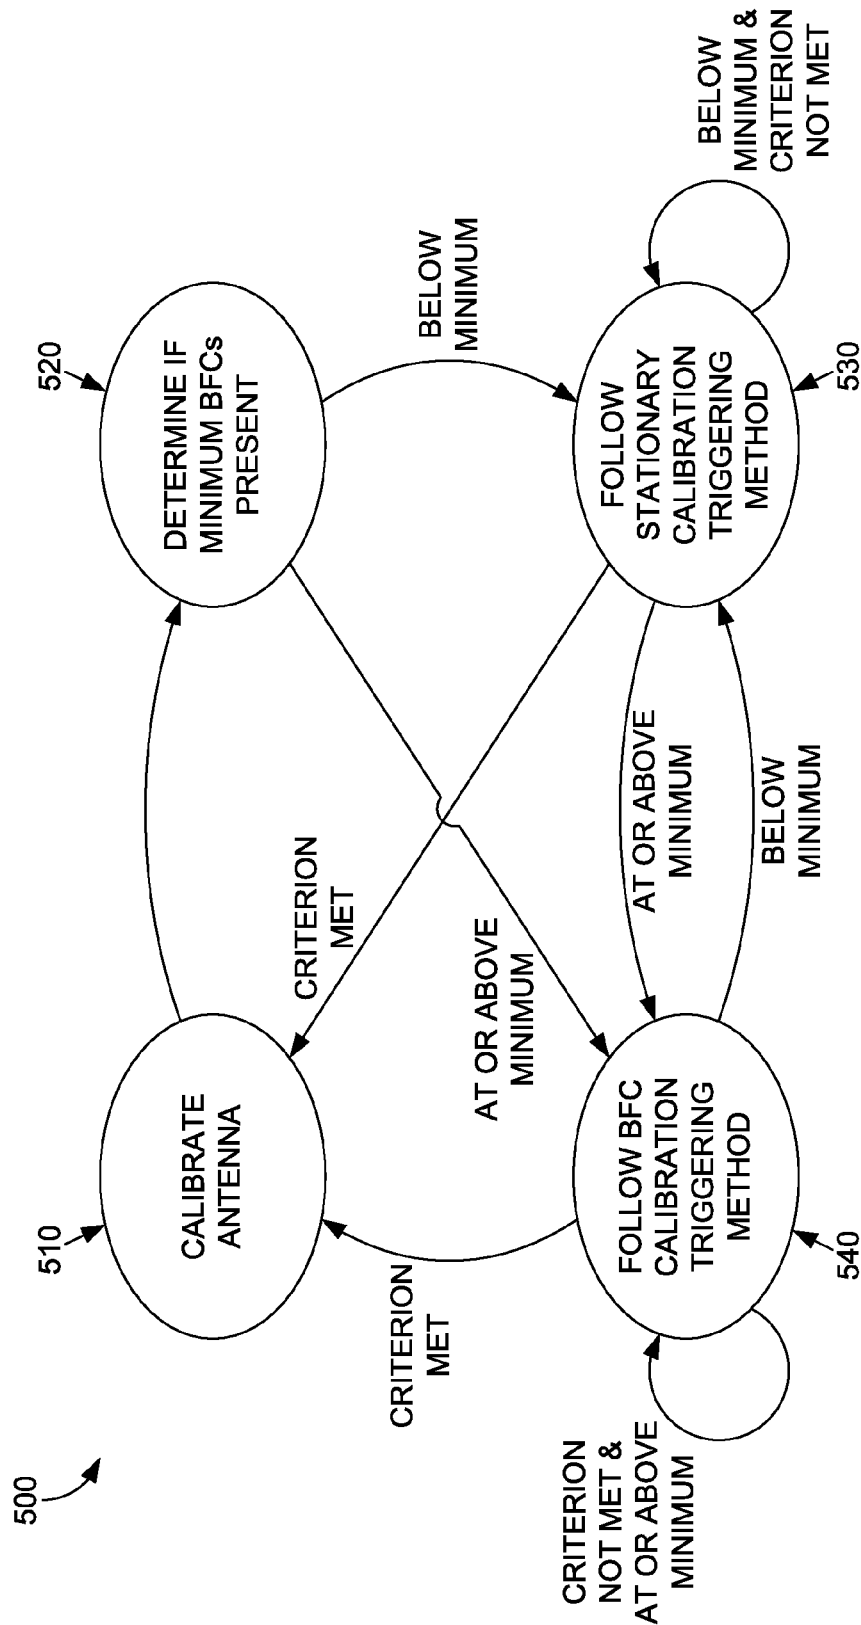 500
510
CALIBRATE
ANTENNA
520
DETERMINE IF
MINIMUM BFCs
PRESENT
CRITERION
MET
CRITERION
MET
AT OR ABOVE
MINIMUM
BELOW
MINIMUM
CRITERION
NOT MET &
AT OR ABOVE
MINIMUM
FOLLOW BFC
CALIBRATION
TRIGGERING
METHOD
540
AT OR ABOVE
MINIMUM
BELOW
MINIMUM
FOLLOW
STATIONARY
CALIBRATION
TRIGGERING
METHOD
530
BELOW
MINIMUM &
CRITERION
NOT MET